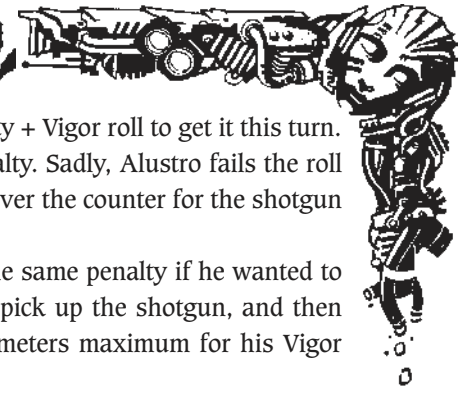 ty + Vigor roll to get it this turn.
alty. Sadly, Alustro fails the roll
ver the counter for the shotgun
e same penalty if he wanted to
pick up the shotgun, and then
meters maximum for his Vigor